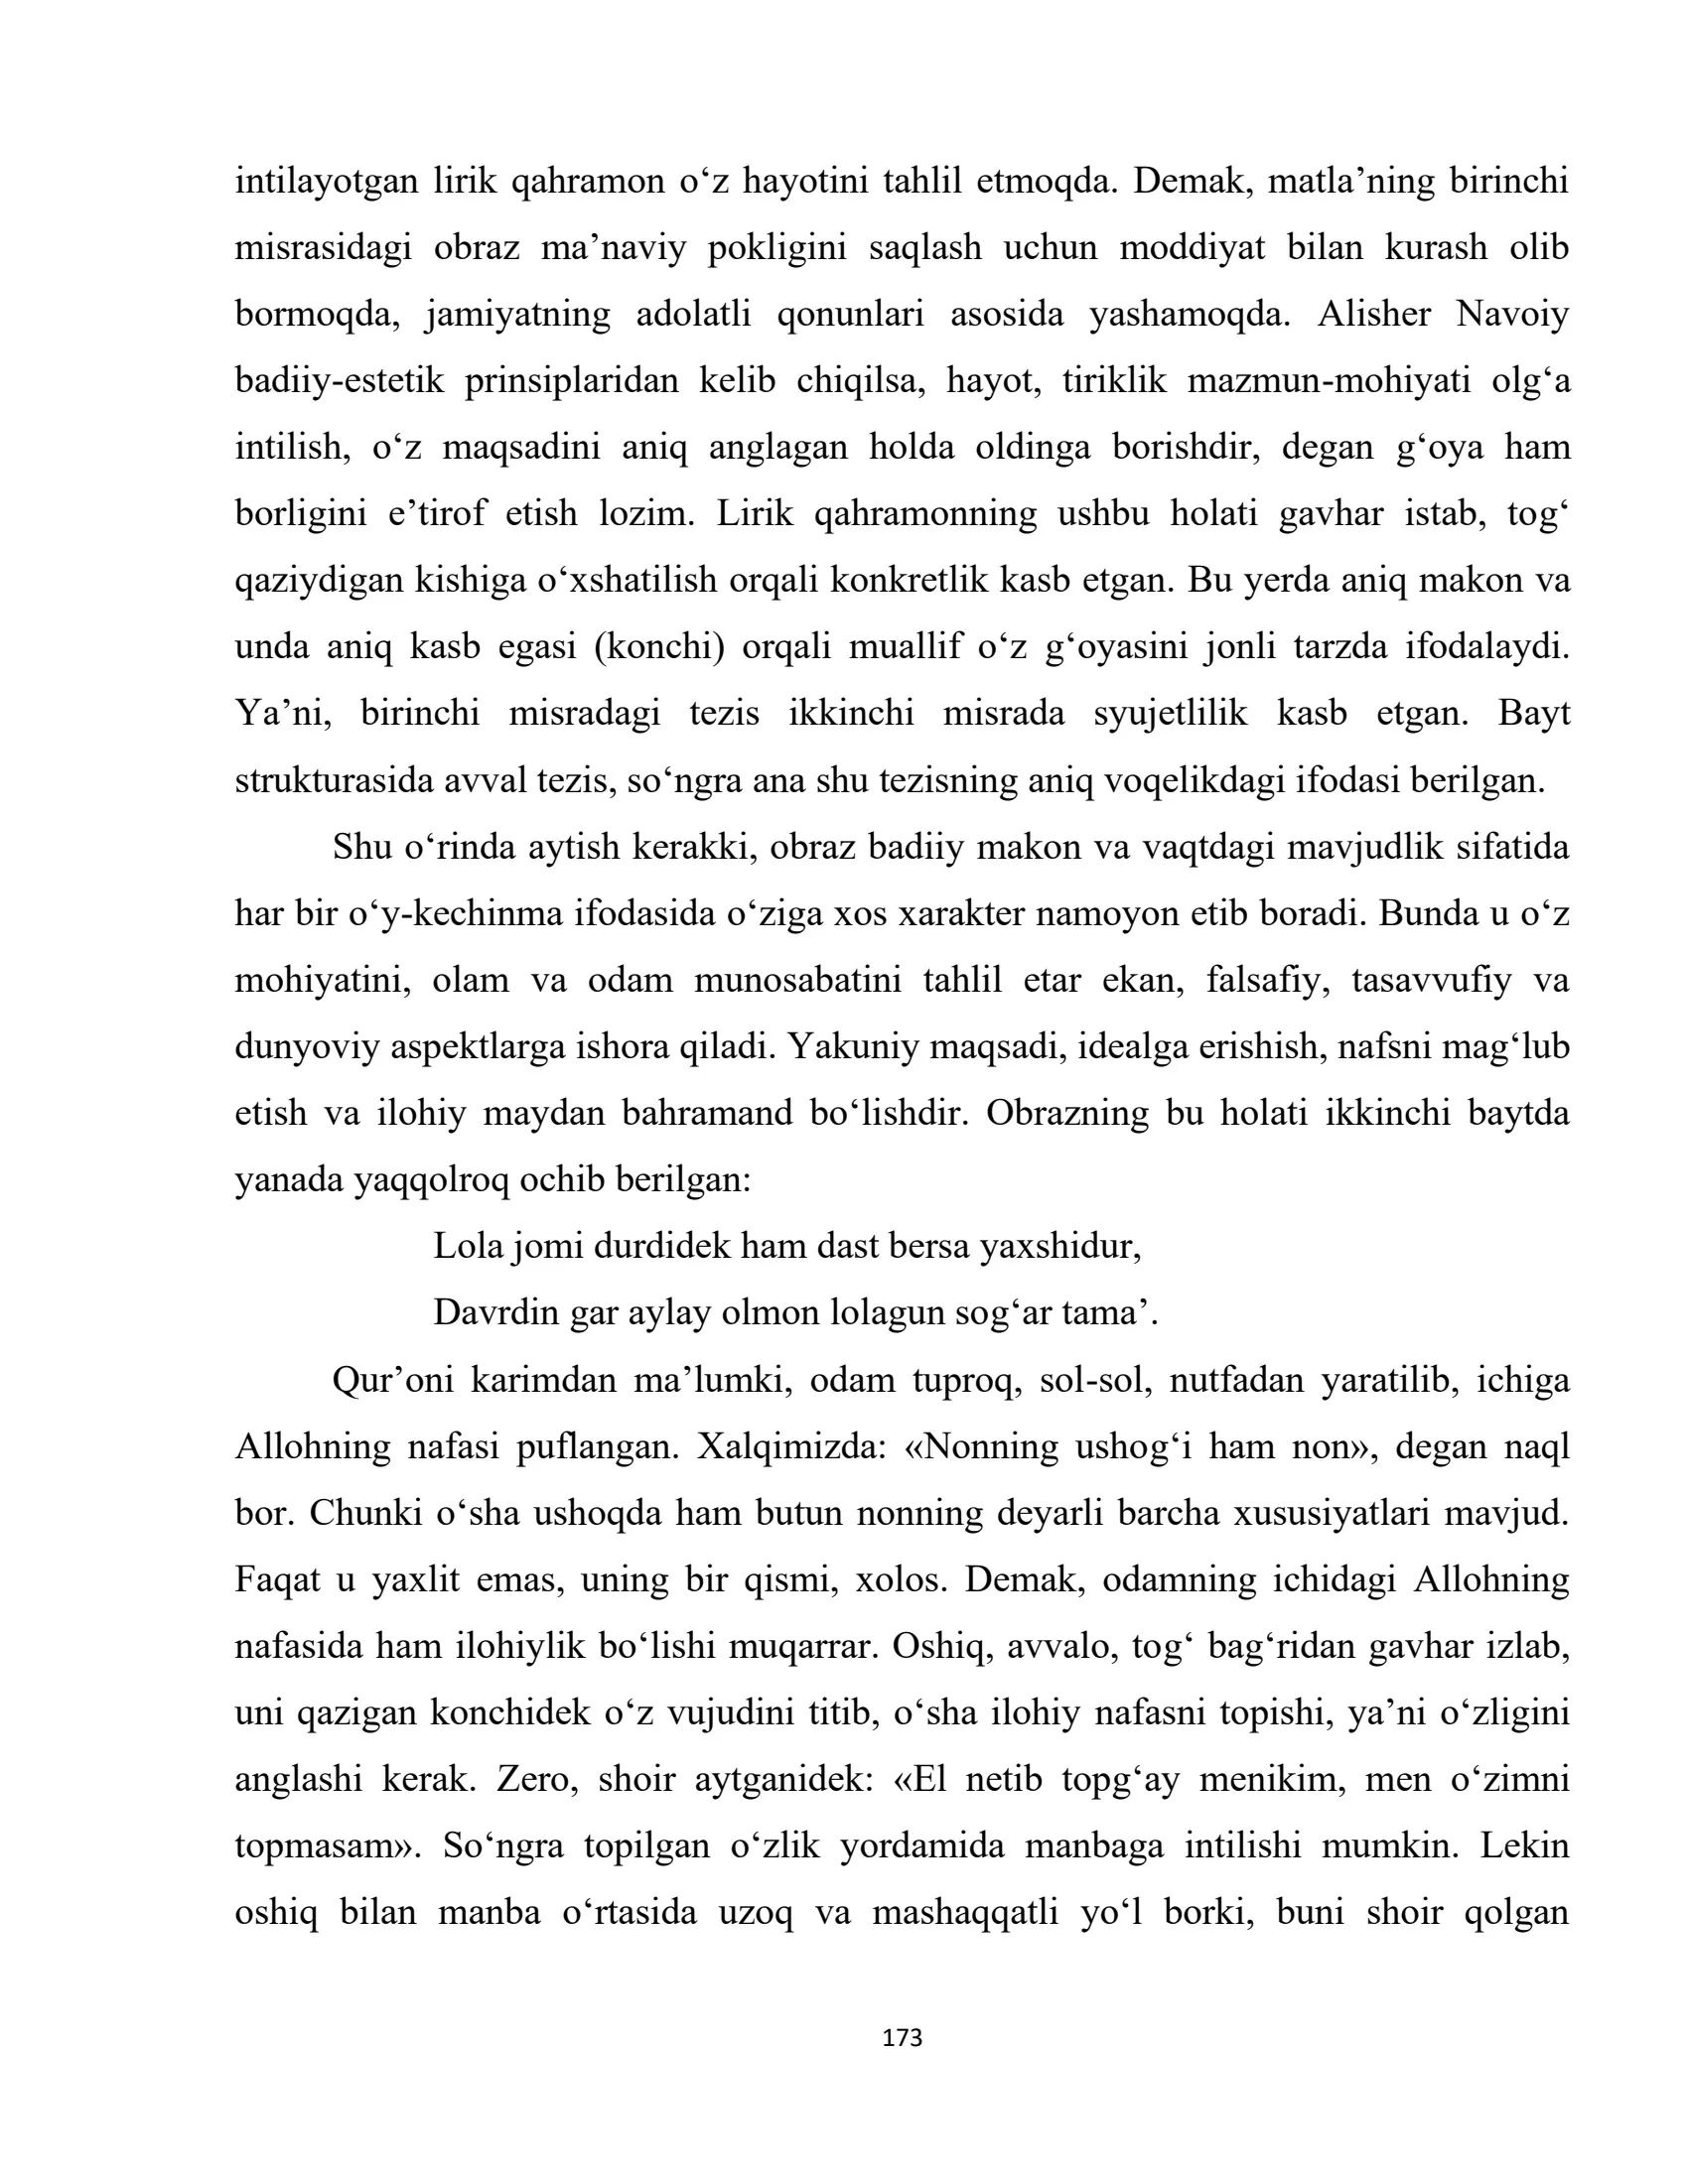 intilayotgan lirik qahramon o‘z hayotini tahlil etmoqda. Demak, matla’ning birinchi
misrasidagi obraz ma’naviy pokligini saqlash uchun moddiyat bilan kurash olib
bormoqda, jamiyatning adolatli qonunlari asosida yashamoqda. Alisher Navoiy
badiiy-estetik prinsiplaridan kelib chiqilsa, hayot, tiriklik mazmun-mohiyati olg‘a
intilish, o‘z maqsadini aniq anglagan holda oldinga borishdir, degan g‘oya ham
borligini e’tirof etish lozim. Lirik qahramonning ushbu holati gavhar istab, tog‘
qaziydigan kishiga o‘xshatilish orqali konkretlik kasb etgan. Bu yerda aniq makon va
unda aniq kasb egasi (konchi) orqali muallif o‘z g‘oyasini jonli tarzda ifodalaydi.
Ya’ni, birinchi misradagi tezis ikkinchi misrada syujetlilik kasb etgan. Bayt
strukturasida avval tezis, so‘ngra ana shu tezisning aniq voqelikdagi ifodasi berilgan.
Shu o‘rinda aytish kerakki, obraz badiiy makon va vaqtdagi mavjudlik sifatida
har bir o‘y-kechinma ifodasida o‘ziga xos xarakter namoyon etib boradi. Bunda u o‘z
mohiyatini, olam va odam munosabatini tahlil etar ekan, falsafiy, tasavvufiy va
dunyoviy aspektlarga ishora qiladi. Yakuniy maqsadi, idealga erishish, nafsni mag‘lub
etish va ilohiy maydan bahramand bo‘lishdir. Obrazning bu holati ikkinchi baytda
yanada yaqqolroq ochib berilgan:
Lola jomi durdidek ham dast bersa yaxshidur,
Davrdin gar aylay olmon lolagun sog‘ar tama’.
Qur’oni karimdan ma’lumki, odam tuproq, sol-sol, nutfadan yaratilib, ichiga
Allohning nafasi puflangan. Xalqimizda: «Nonning ushog‘i ham non», degan naql
bor. Chunki o‘sha ushoqda ham butun nonning deyarli barcha xususiyatlari mavjud.
Faqat u yaxlit emas, uning bir qismi, xolos. Demak, odamning ichidagi Allohning
nafasida ham ilohiylik bo‘lishi muqarrar. Oshiq, avvalo, tog‘ bag‘ridan gavhar izlab,
uni qazigan konchidek o‘z vujudini titib, o‘sha ilohiy nafasni topishi, ya’ni o‘zligini
anglashi kerak. Zero, shoir aytganidek: «El netib topg‘ay menikim, men o‘zimni
topmasam». So‘ngra topilgan o‘zlik yordamida manbaga intilishi mumkin. Lekin
oshiq bilan manba o‘rtasida uzoq va mashaqqatli yo‘l borki, buni shoir qolgan
173